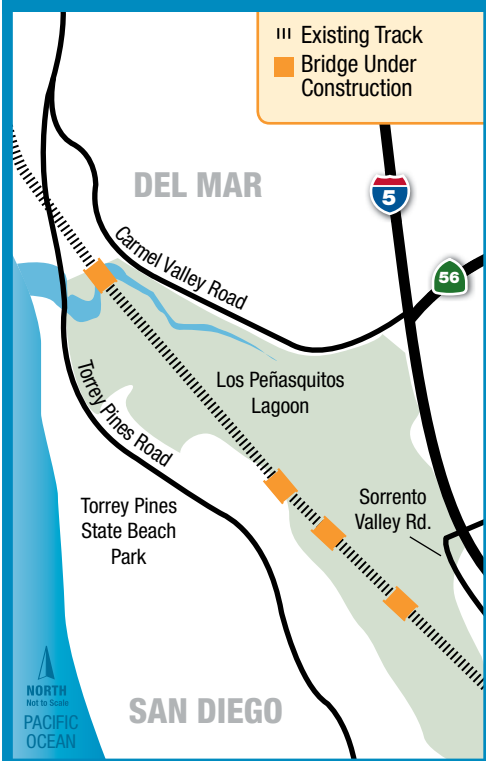 Existing Track
Bridge Under
Construction
DEL MAR
5
Carmel Valley Road
56
Los Peñasquitos
Lagoon
Torrey Pines Road
Sorrento
Valley Rd.
Torrey Pines
State Beach
Park
NORTH
Not to Scale
PACIFIC
OCEAN
SAN DIEGO